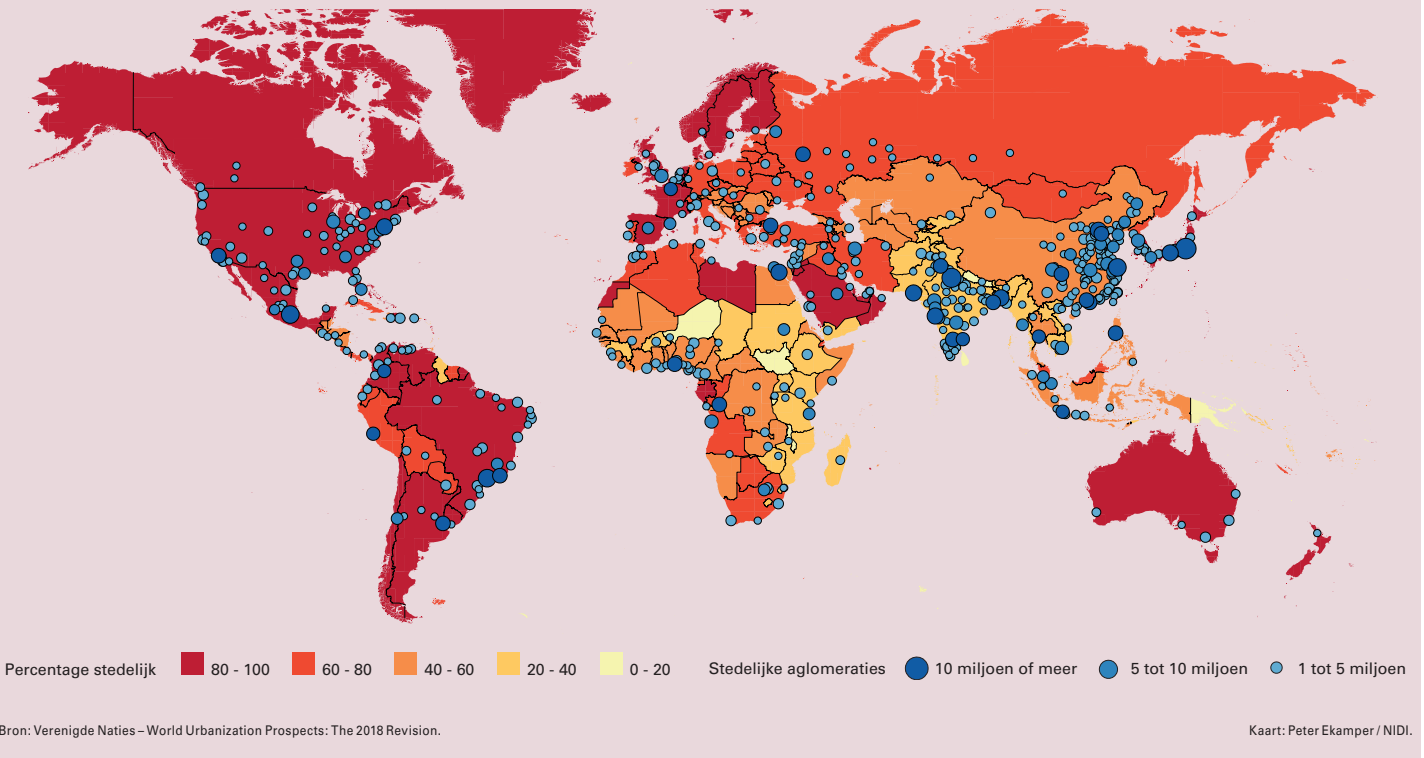 Percentage stedelijk 80 - 100 60 - 80 40 - 60 20 - 40 0 - 20 Stedelijke aglomeraties 10 miljoen of meer 5 tot 10 miljoen 1 tot 5 miljoen
Bron: Verenigde Naties – World Urbanization Prospects: The 2018 Revision. Kaart: Peter Ekamper / NIDI.